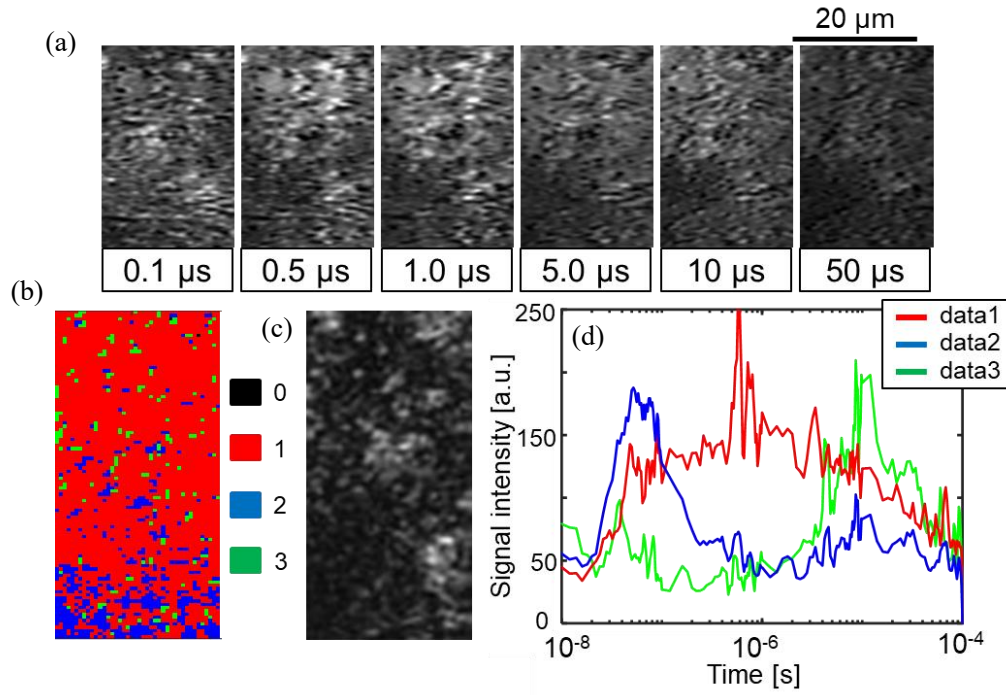 (a)
20 µm
0.1 µs
0.5 µs
1.0 µs
5.0 µs
10 µs
50 µs
(b)
0
1
2
3
(c)
(d)
data1
data2
data3
250
150
50
0
Signal intensity [a.u.]
10⁻⁸
10⁻⁶
10⁻⁴
Time [s]